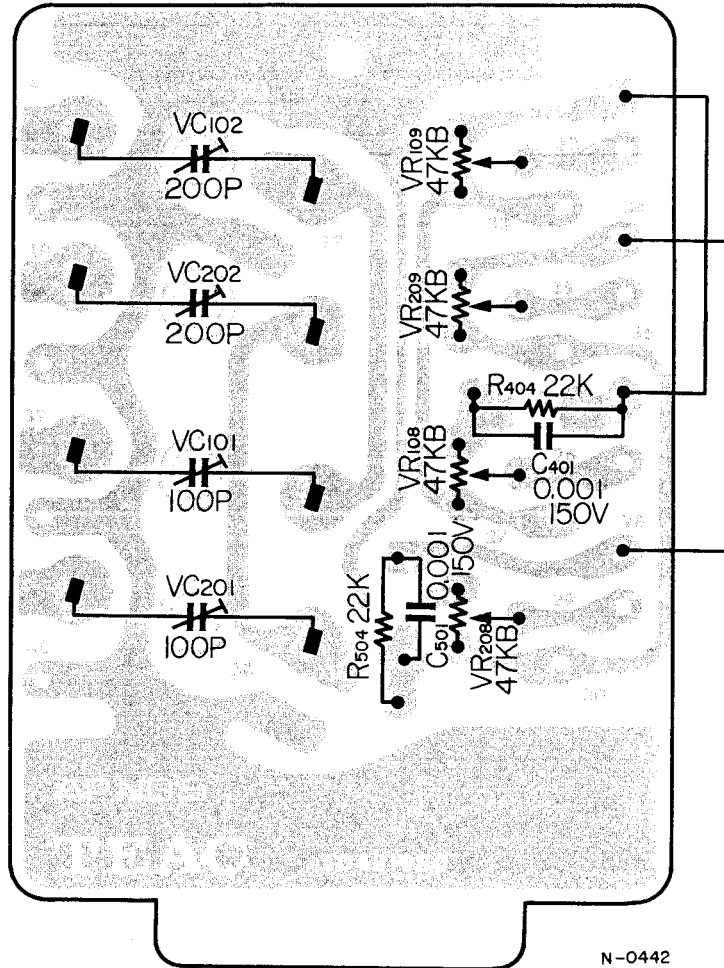 VC102
200P
VR109
47KB
VC202
200P
VR209
47KB
R404 22K
C401
0.001
150V
VC101
100P
VR108
47KB
VC201
100P
R504 22K
C501
0.001
150V
VR208
47KB
TEAC
N-0442